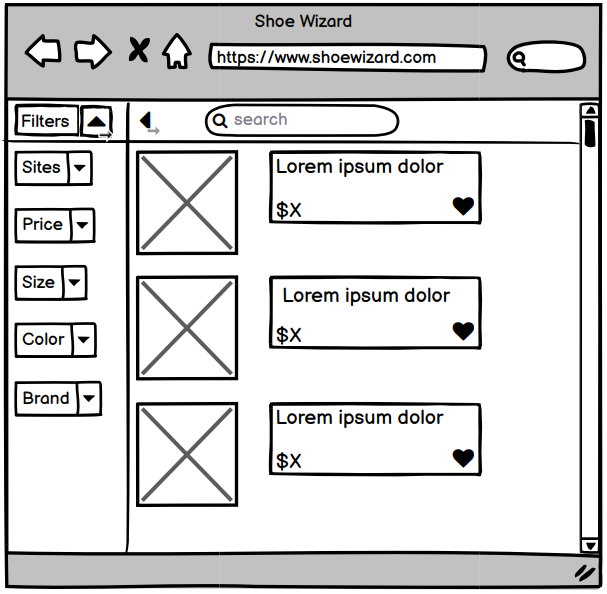 Shoe Wizard
https://www.shoewizard.com
Filters
search
Sites
Price
Size
Color
Brand
Lorem ipsum dolor
$X
Lorem ipsum dolor
$X
Lorem ipsum dolor
$X